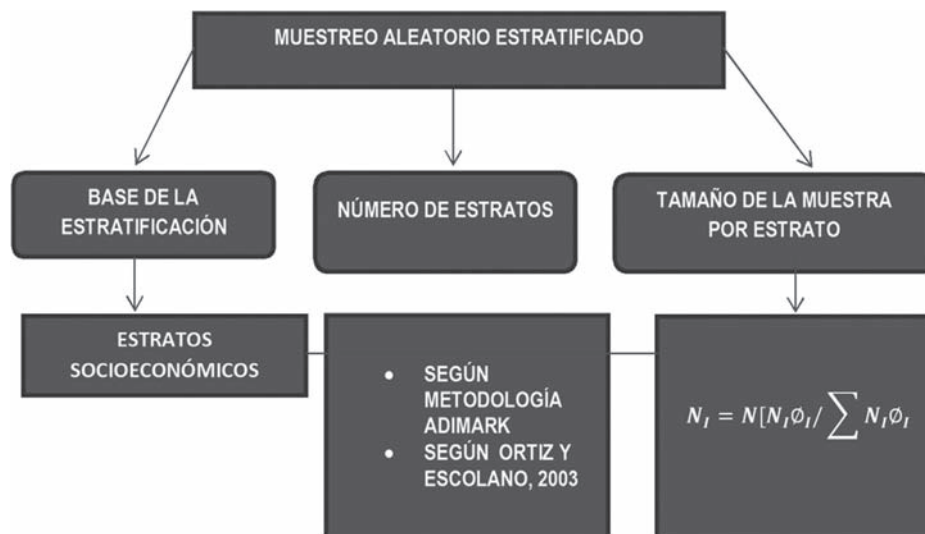 MUESTREO ALEATORIO ESTRATIFICADO
BASE DE LA
ESTRATIFICACIÓN
NÚMERO DE ESTRATOS
TAMAÑO DE LA MUESTRA
POR ESTRATO
ESTRATOS
SOCIOECONÓMICOS
• SEGÚN
METODOLOGÍA
ADIMARK
• SEGÚN ORTIZ Y
ESCOLANO, 2003
N_I = N[N_I∅_I/ ∑ N_I∅_I